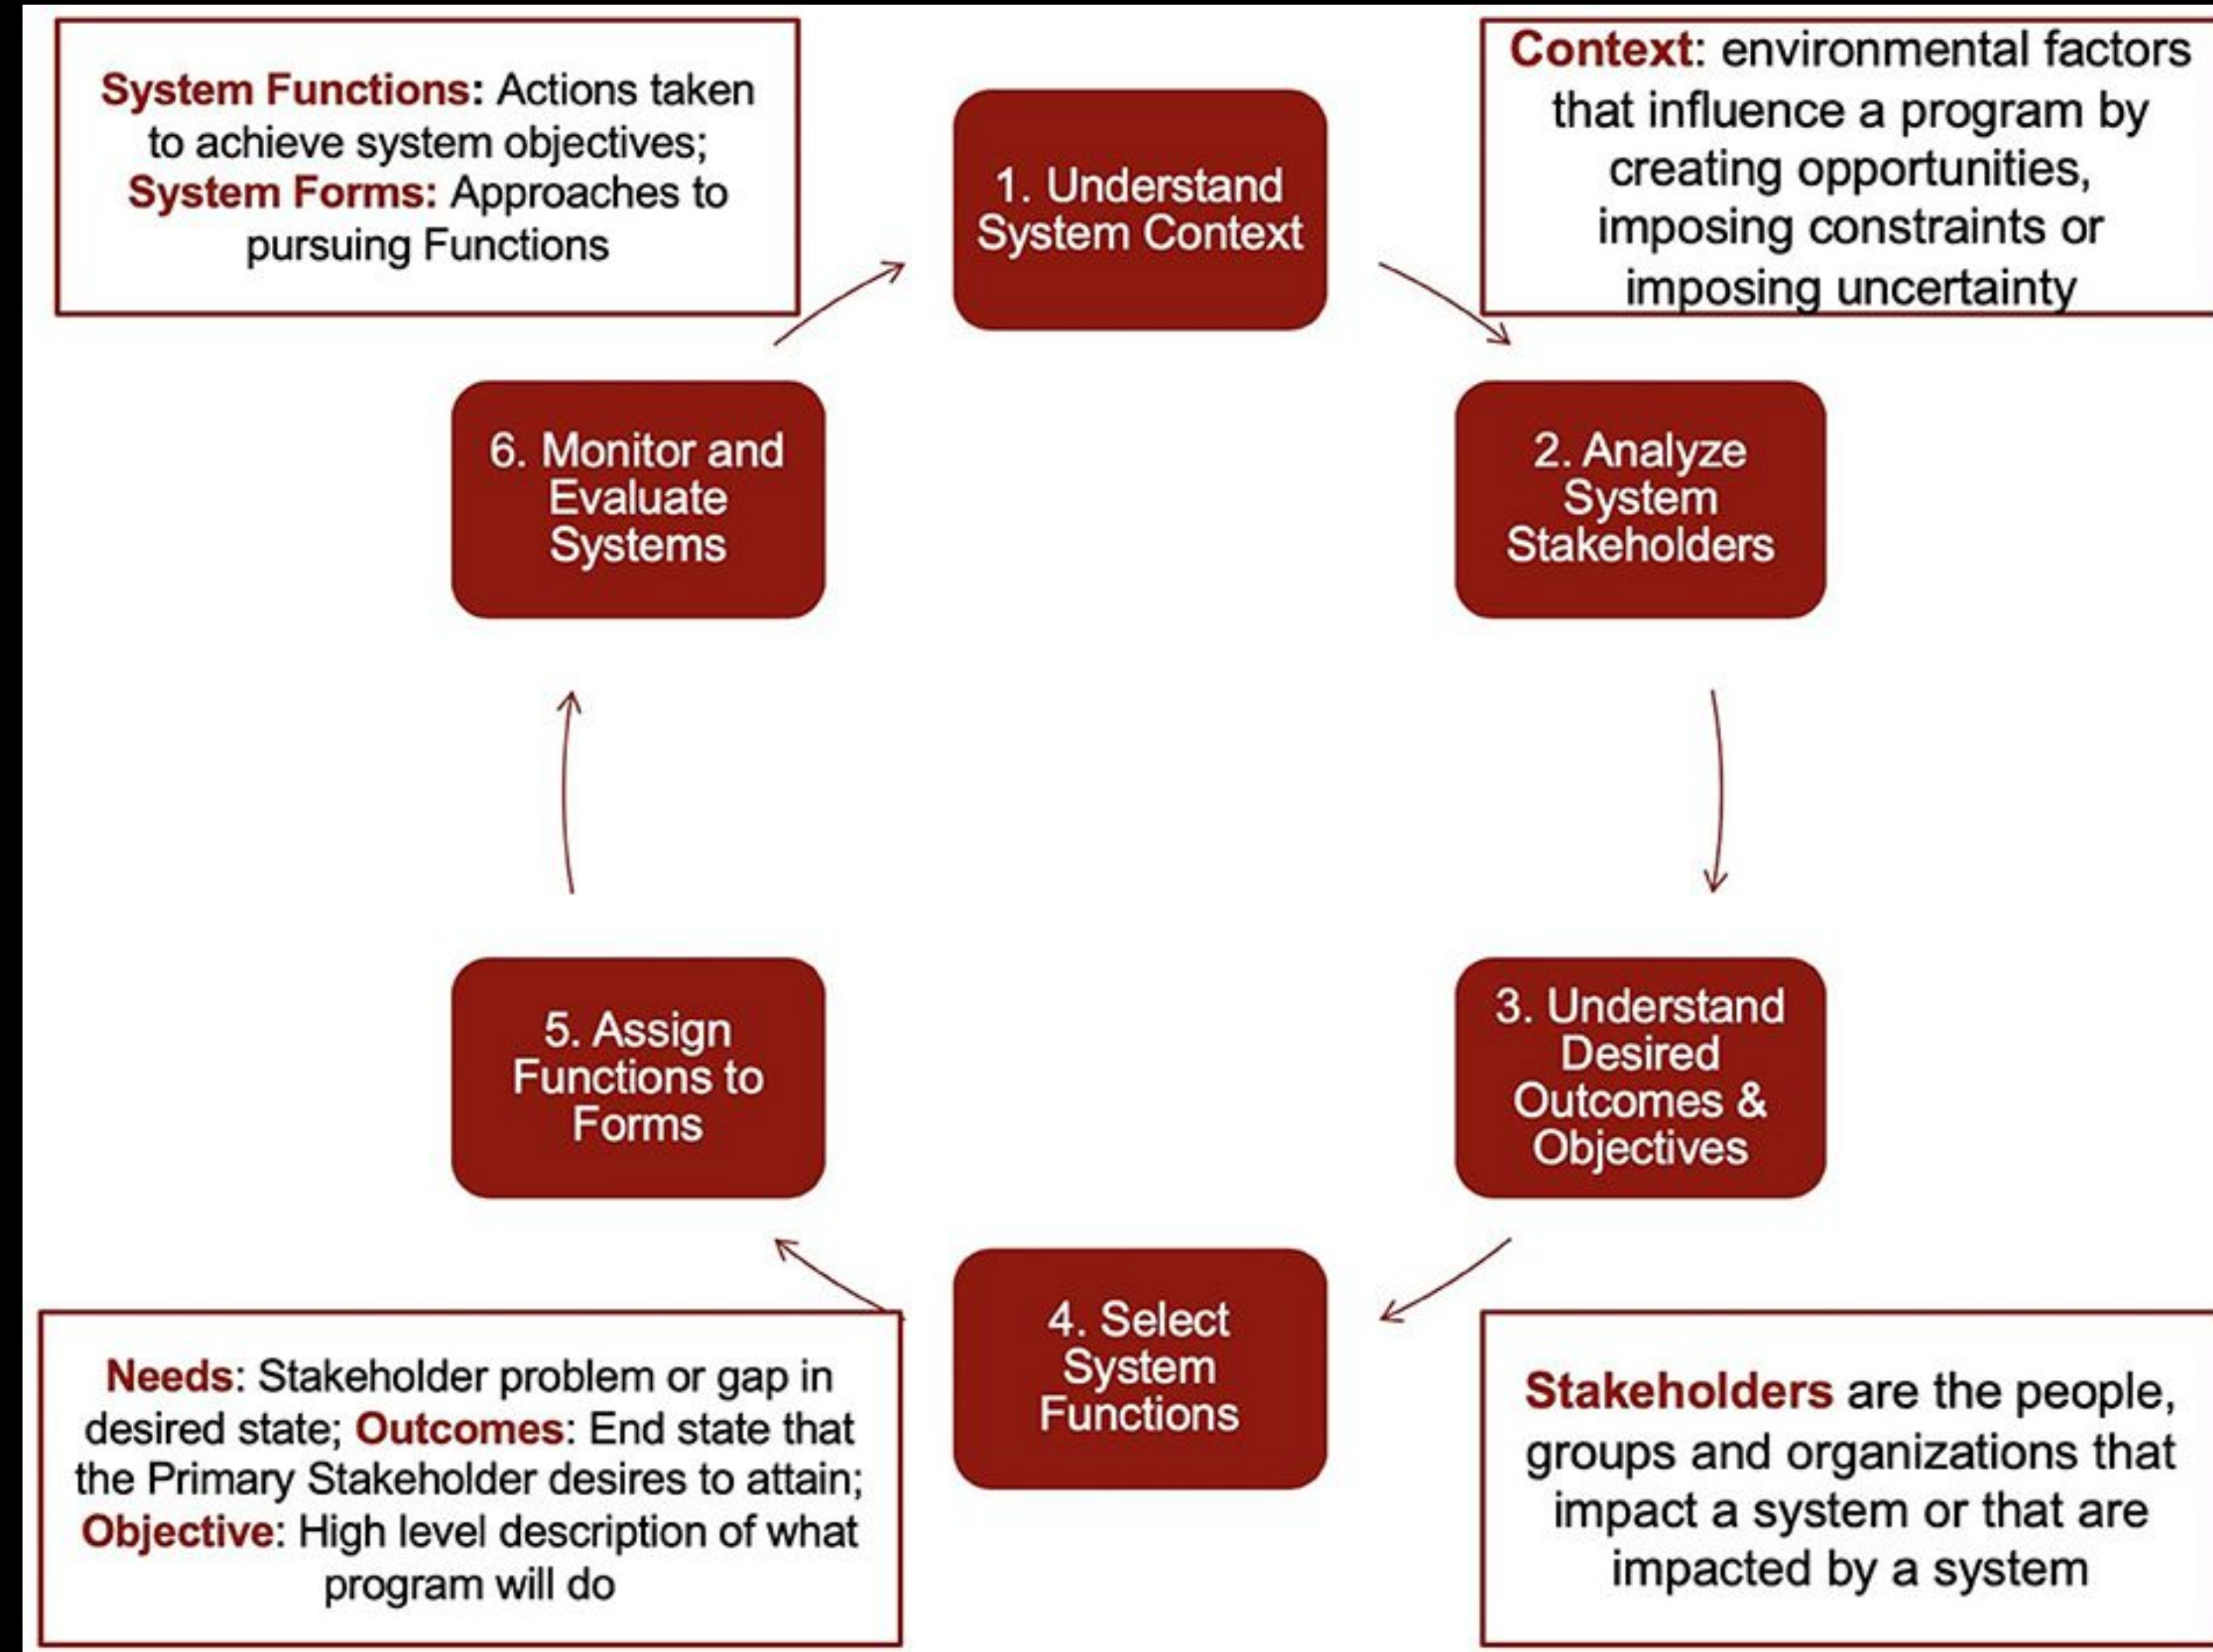 System Functions: Actions taken
to achieve system objectives;
System Forms: Approaches to
pursuing Functions
1. Understand
System Context
Context: environmental factors
that influence a program by
creating opportunities,
imposing constraints or
imposing uncertainty
6. Monitor and
Evaluate
Systems
2. Analyze
System
Stakeholders
5. Assign
Functions to
Forms
3. Understand
Desired
Outcomes &
Objectives
4. Select
System
Functions
Needs: Stakeholder problem or gap in
desired state; Outcomes: End state that
the Primary Stakeholder desires to attain;
Objective: High level description of what
program will do
Stakeholders are the people,
groups and organizations that
impact a system or that are
impacted by a system